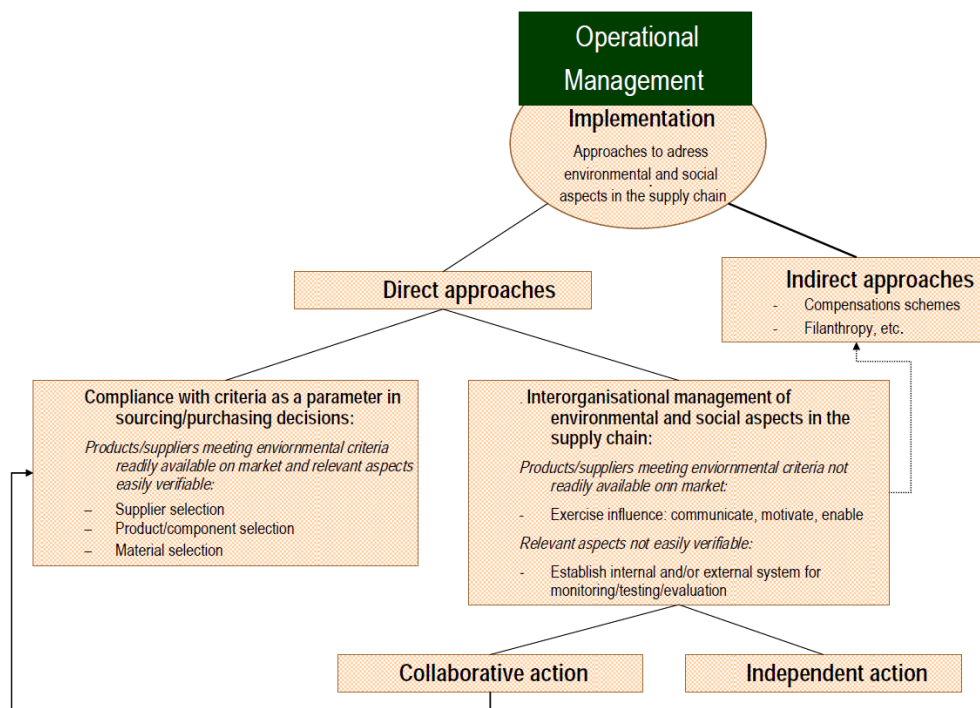 Operational
Management
Implementation
Approaches to adress
environmental and social
aspects in the supply chain
Direct approaches
Indirect approaches
- Compensations schemes
- Filanthropy, etc.
Compliance with criteria as a parameter in
sourcing/purchasing decisions:
Products/suppliers meeting enviornmental criteria
readily available on market and relevant aspects
easily verifiable:
– Supplier selection
– Product/component selection
– Material selection
. Interorganisational management of
environmental and social aspects in the
supply chain:
Products/suppliers meeting enviornmental criteria not
readily available onn market:
- Exercise influence: communicate, motivate, enable
Relevant aspects not easily verifiable:
- Establish internal and/or external system for
monitoring/testing/evaluation
Collaborative action
Independent action